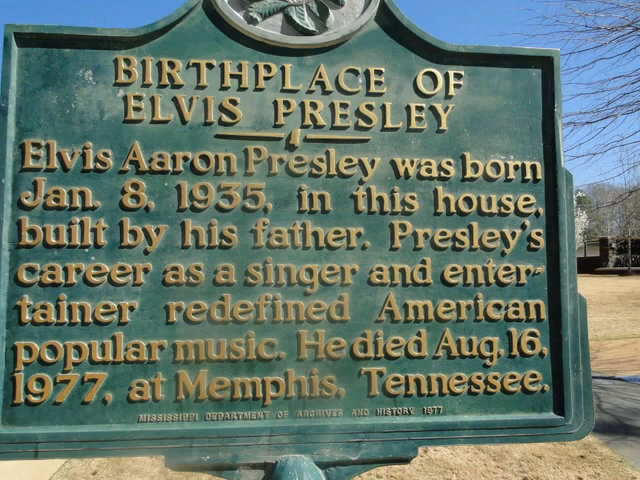 BIRTHPLACE OF
ELVIS PRESLEY
Elvis Aaron Presley was born
Jan. 8, 1935, in this house,
built by his father. Presley's
career as a singer and enter-
tainer redefined American
popular music. He died Aug. 16,
1977, at Memphis, Tennessee.
MISSISSIPPI DEPARTMENT OF ARCHIVES AND HISTORY 1977